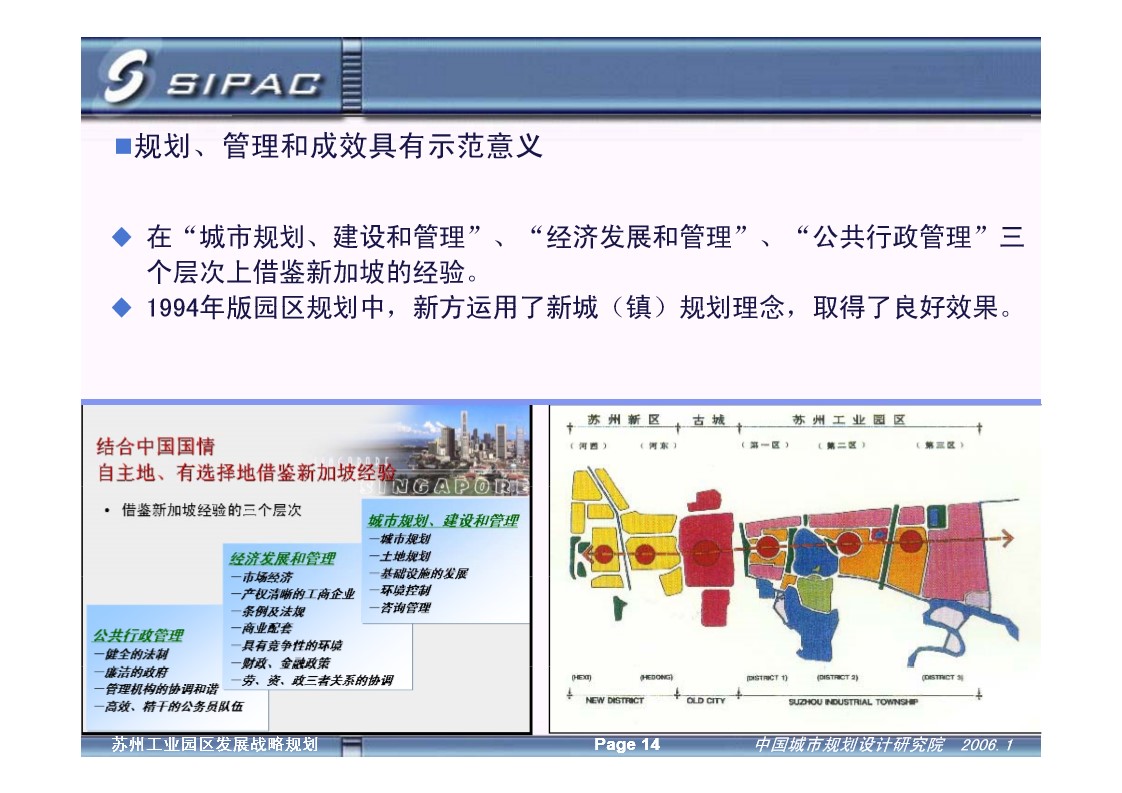 SIPAC
■规划、管理和成效具有示范意义
◆ 在“城市规划、建设和管理”、“经济发展和管理”、“公共行政管理”三
个层次上借鉴新加坡的经验。
◆ 1994年版园区规划中，新方运用了新城（镇）规划理念，取得了良好效果。
结合中国国情
自主地、有选择地借鉴新加坡经验
SINGAPORE
• 借鉴新加坡经验的三个层次
城市规划、建设和管理
—城市规划
—土地规划
—基础设施的发展
—环境控制
—咨询管理
经济发展和管理
—市场经济
—产权清晰的工商企业
—条例及法规
—商业配套
—具有竞争性的环境
—财政、金融政策
—劳、资、政三者关系的协调
公共行政管理
—健全的法制
—廉洁的政府
—管理机构的协调和谐
—高效、精干的公务员队伍
苏州新区 古城 苏州工业园区
（河西） （河东） （第一区） （第二区） （第三区）
(HEXI) (HEDONG) (DISTRICT 1) (DISTRICT 2) (DISTRICT 3)
NEW DISTRICT OLD CITY SUZHOU INDUSTRIAL TOWNSHIP
苏州工业园区发展战略规划 Page 14 中国城市规划设计研究院 2006.1